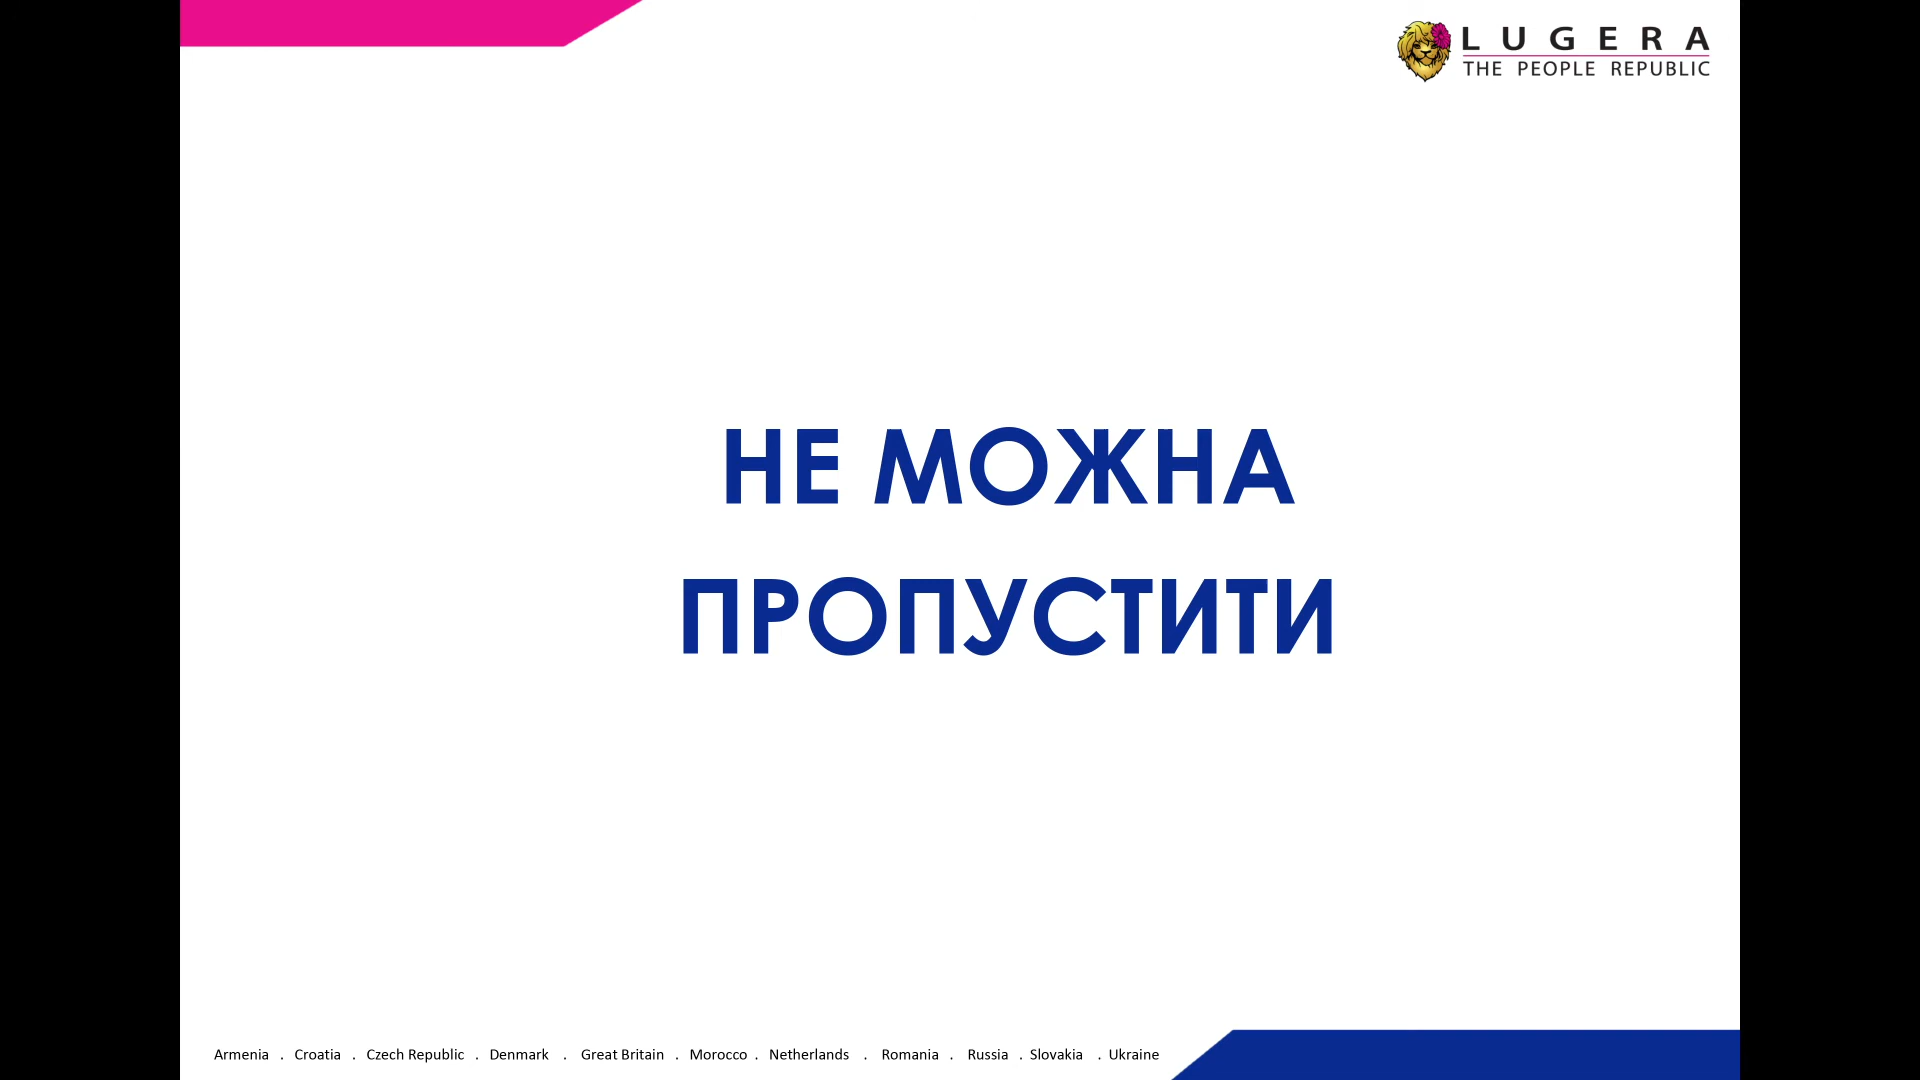 LUGERA
THE PEOPLE REPUBLIC
НЕ МОЖНА
ПРОПУСТИТИ
Armenia . Croatia . Czech Republic . Denmark . Great Britain . Morocco . Netherlands . Romania . Russia . Slovakia . Ukraine